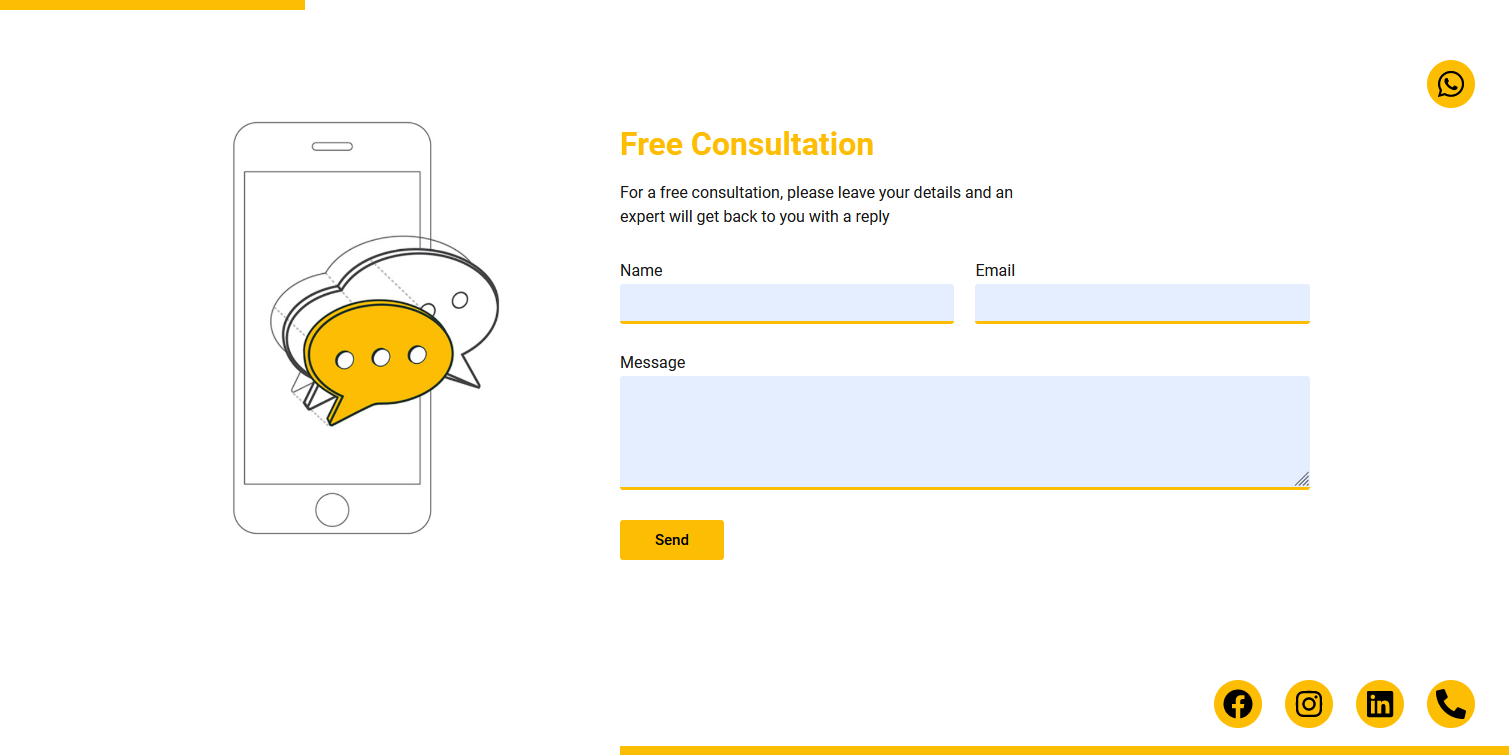 Free Consultation
For a free consultation, please leave your details and an
expert will get back to you with a reply
Name
Email
Message
Send